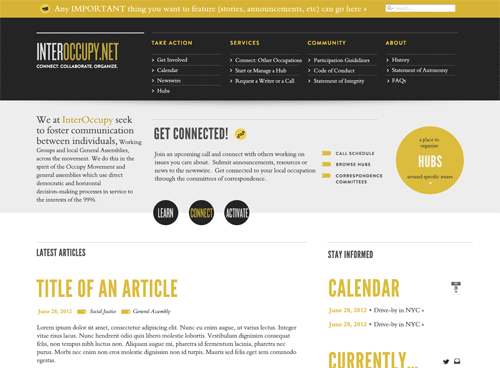 Any IMPORTANT thing you want to feature (stories, announcements, etc) can go here »
INTEROCCUPY.NET
CONNECT. COLLABORATE. ORGANIZE.
TAKE ACTION
› Get Involved
› Calendar
› Newswire
› Hubs
SERVICES
› Connect: Other Occupations
› Start or Manage a Hub
› Request a Writer or a Call
COMMUNITY
› Participation Guidelines
› Code of Conduct
› Statement of Integrity
ABOUT
› History
› Statement of Autonomy
› FAQs
We at InterOccupy seek
to foster communication
between individuals, Working
Groups and local General Assemblies,
across the movement. We do this in the
spirit of the Occupy Movement and
general assemblies which use direct
democratic and horizontal
decision-making processes in service to
the interests of the 99%.
GET CONNECTED!
Join an upcoming call and connect with others working on
issues you care about. Submit announcements, resources or
news to the newswire. Get connected to your local occupation
through the committees of correspondence.
LEARN
CONNECT
ACTIVATE
CALL SCHEDULE
BROWSE HUBS
CORRESPONDENCE
COMMITTEES
a place to
organize
HUBS
around specific issues
LATEST ARTICLES
TITLE OF AN ARTICLE
June 28, 2012 Social Justice General Assembly
Lorem ipsum dolor sit amet, consectetur adipiscing elit. Nunc eu enim augue, ut varius lectus. Integer
vitae risus lacus. Nunc hendrerit odio quis libero molestie lobortis. Vestibulum dignissim consequat
felis, non tempus nibh luctus non. Aliquam augue mi, pharetra id fermentum lacinia, pharetra nec
purus. Morbi nec enim non eros molestie dignissim non id turpis. Mauris sed felis eget sem commodo
egestas.
STAY INFORMED
CALENDAR
June 28, 2012 • Drive-by in NYC »
June 28, 2012 • Drive-by in NYC »
CURRENTLY...